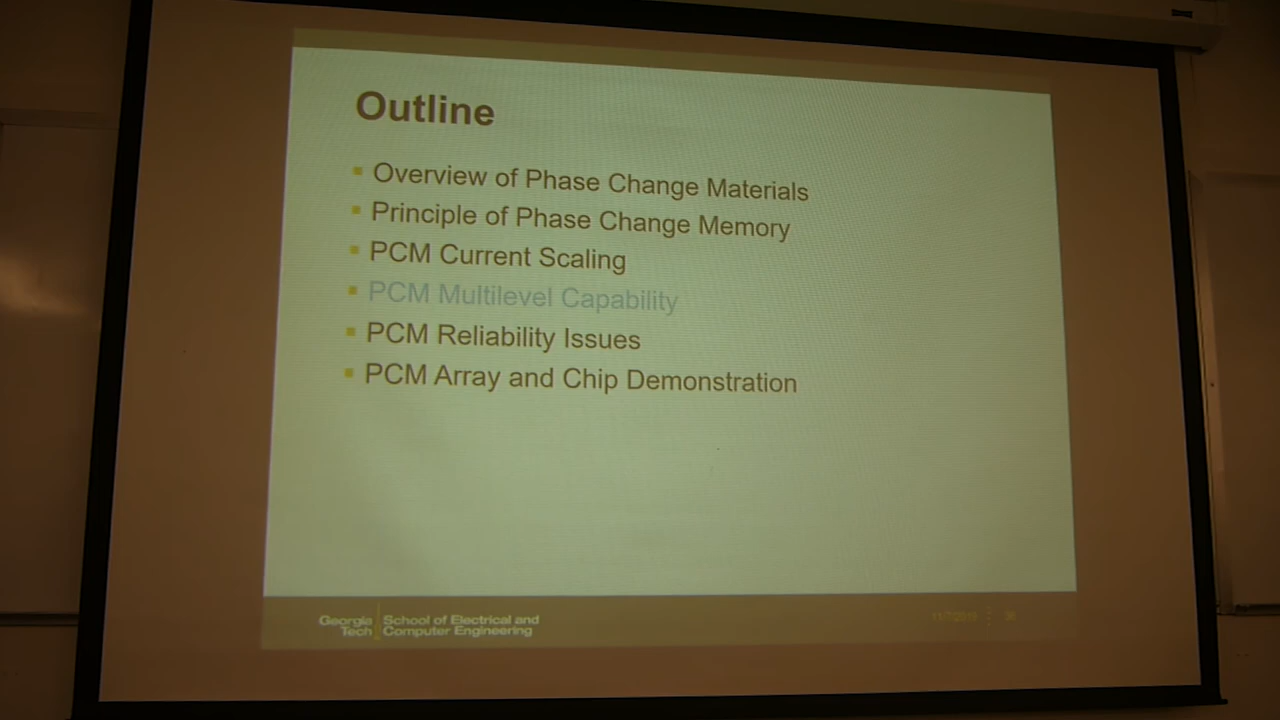 Outline
Overview of Phase Change Materials
Principle of Phase Change Memory
PCM Current Scaling
PCM Multilevel Capability
PCM Reliability Issues
PCM Array and Chip Demonstration
Georgia Tech
School of Electrical and
Computer Engineering